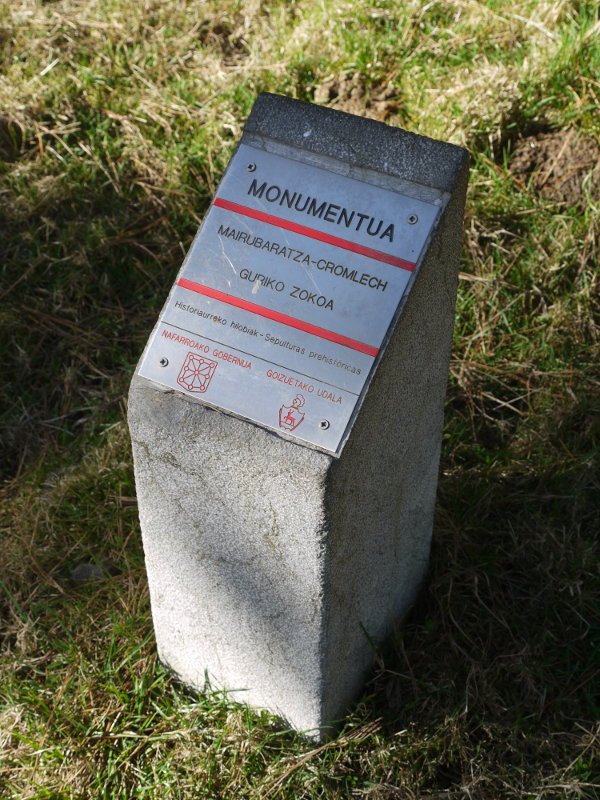 MONUMENTUA
MAIRUBARATZA-CROMLECH
GURIKO ZOKOA
Historiaurreko hilobiak - Sepulturas prehistóricas
NAFARROAKO GOBERNUA GOIZUETAKO UDALA